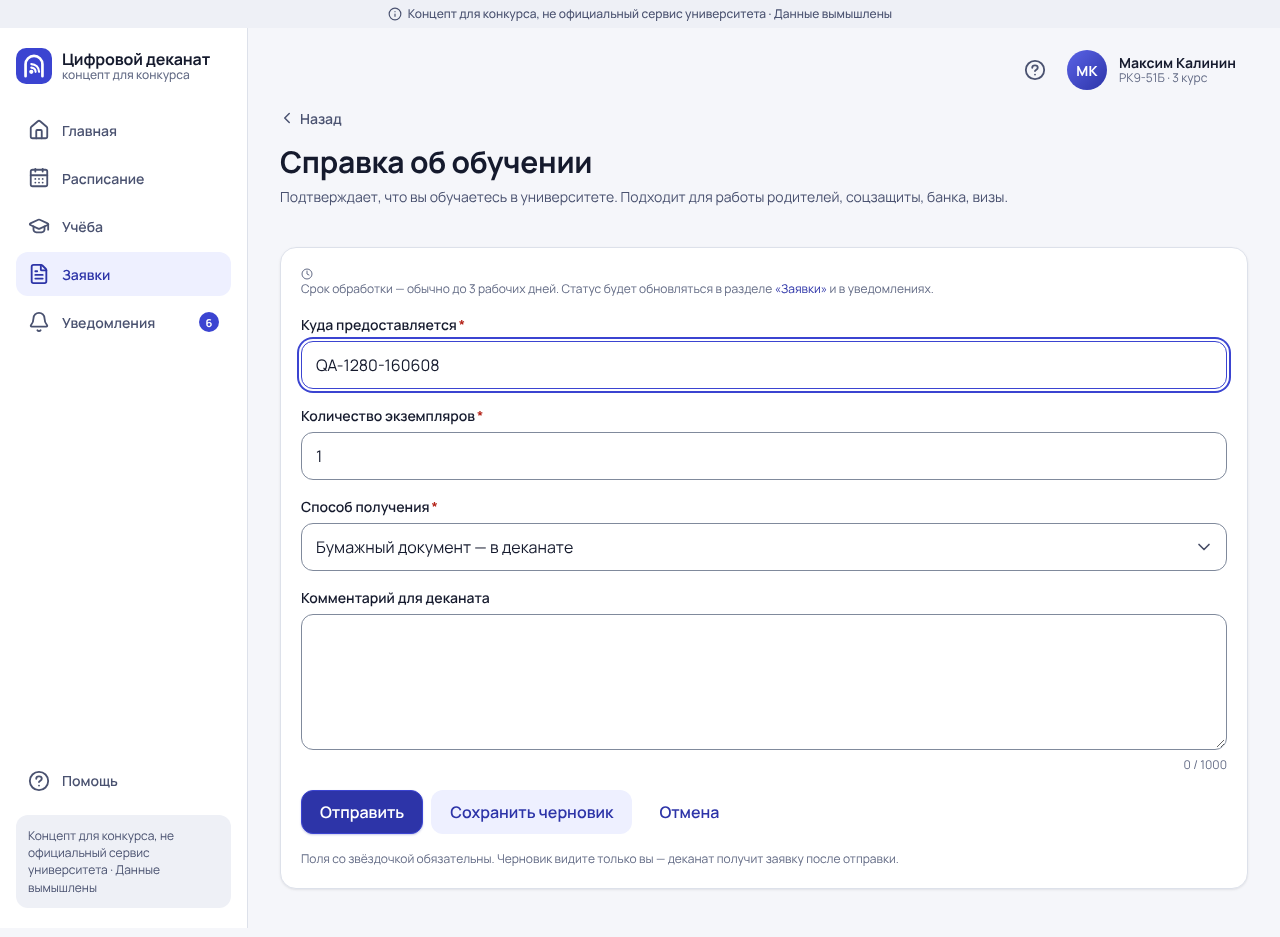 Концепт для конкурса, не официальный сервис университета · Данные вымышлены
Цифровой деканат
концепт для конкурса
Главная
Расписание
Учёба
Заявки
Уведомления 6
Помощь
Концепт для конкурса, не
официальный сервис
университета · Данные
вымышлены
МК
Максим Калинин
РК9-51Б · 3 курс
Назад
Справка об обучении
Подтверждает, что вы обучаетесь в университете. Подходит для работы родителей, соцзащиты, банка, визы.
Срок обработки — обычно до 3 рабочих дней. Статус будет обновляться в разделе «Заявки» и в уведомлениях.
Куда предоставляется *
QA-1280-160608
Количество экземпляров *
1
Способ получения *
Бумажный документ — в деканате
Комментарий для деканата
0 / 1000
Отправить Сохранить черновик Отмена
Поля со звёздочкой обязательны. Черновик видите только вы — деканат получит заявку после отправки.